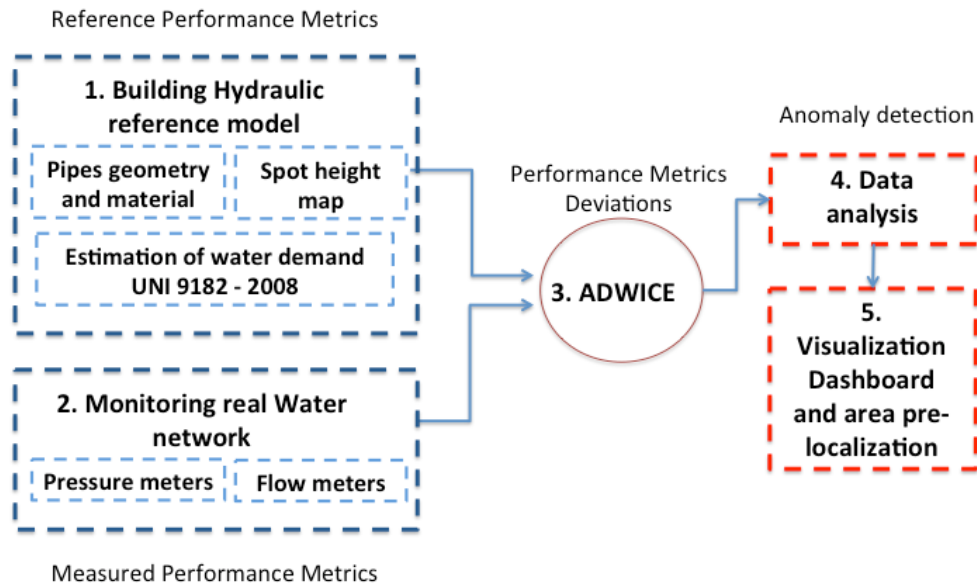 Reference Performance Metrics
1. Building Hydraulic
reference model
Pipes geometry
and material
Spot height
map
Estimation of water demand
UNI 9182 - 2008
2. Monitoring real Water
network
Pressure meters
Flow meters
Measured Performance Metrics
Performance Metrics
Deviations
3. ADWICE
Anomaly detection
4. Data
analysis
5.
Visualization
Dashboard
and area pre-
localization